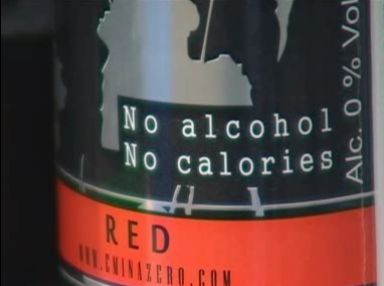 No alcohol
No calories
Alc. 0 % Vol
RED
WWW.CMINAZERO.COM